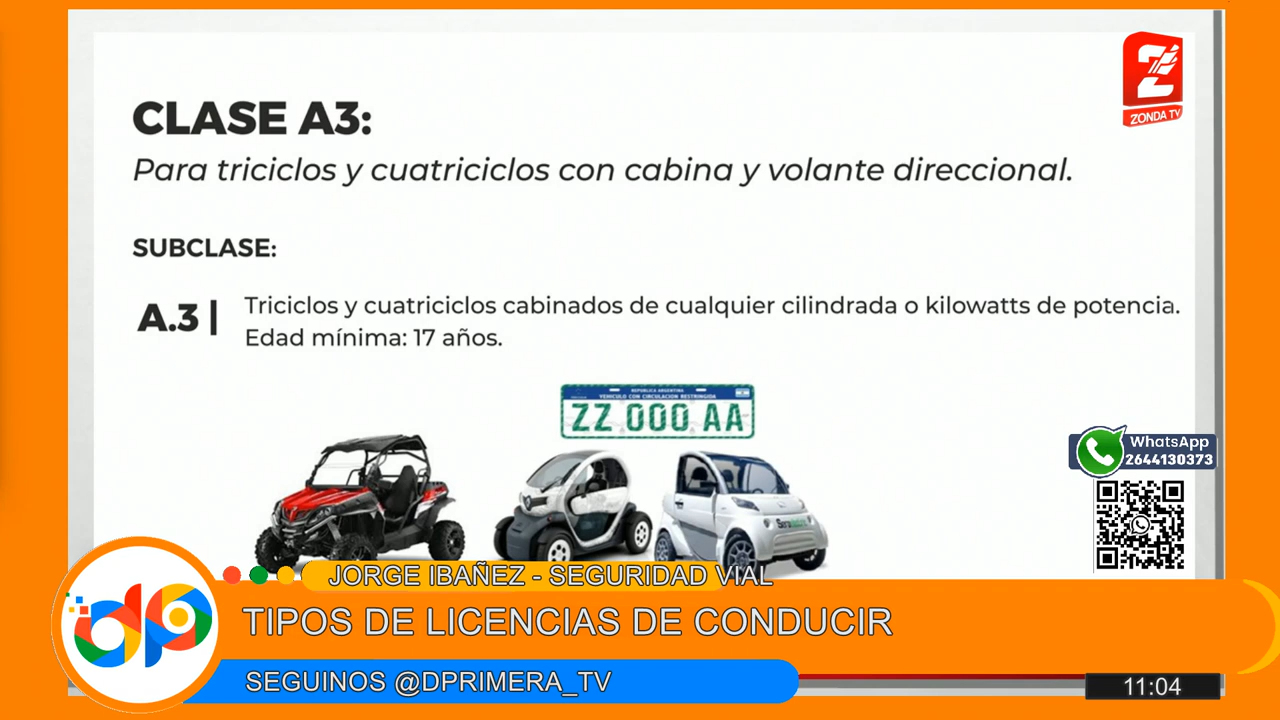 Z
ZONDA TV
CLASE A3:
Para triciclos y cuatriciclos con cabina y volante direccional.
SUBCLASE:
A.3 |
Triciclos y cuatriciclos cabinados de cualquier cilindrada o kilowatts de potencia.
Edad mínima: 17 años.
REPUBLICA ARGENTINA
VEHICULO CON CIRCULACION RESTRINGIDA
ZZ 000 AA
WhatsApp
2644130373
JORGE IBAÑEZ - SEGURIDAD VIAL
TIPOS DE LICENCIAS DE CONDUCIR
dp
SEGUINOS @DPRIMERA_TV
11:04